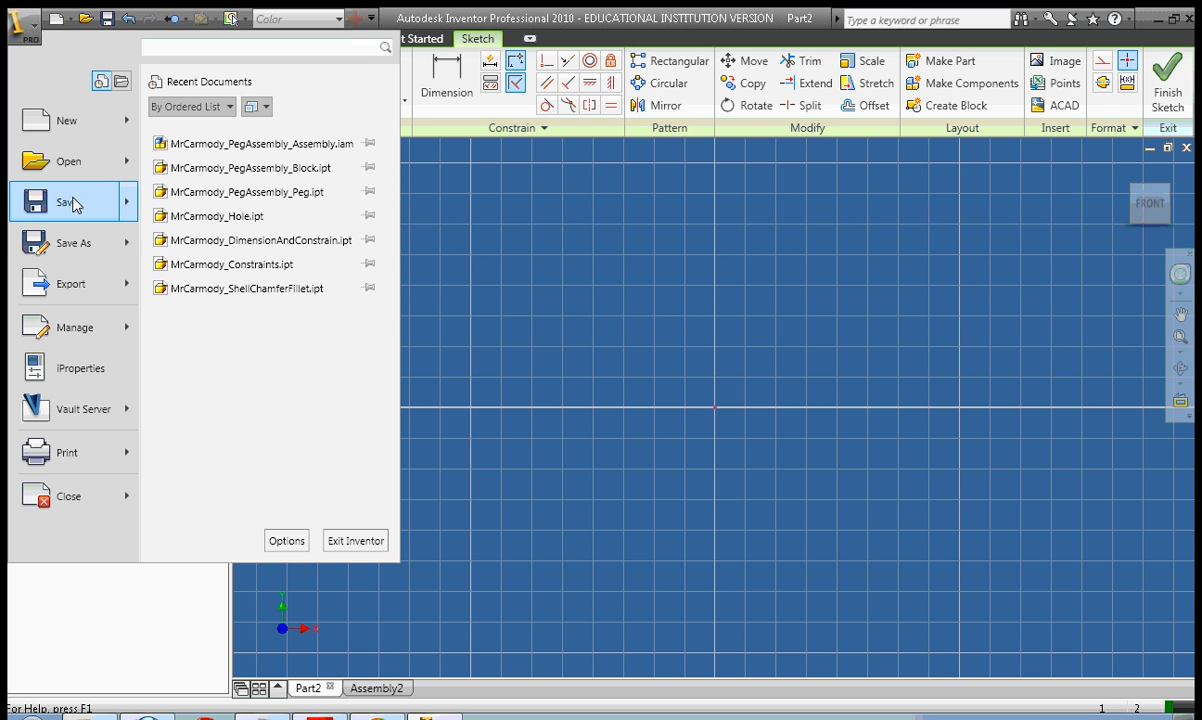 Color
Autodesk Inventor Professional 2010 - EDUCATIONAL INSTITUTION VERSION Part2
Type a keyword or phrase
PRO
t Started
Sketch
Dimension
Rectangular
Circular
Mirror
Move
Copy
Rotate
Trim
Extend
Split
Scale
Stretch
Offset
Make Part
Make Components
Create Block
Image
Points
ACAD
Finish
Sketch
Constrain
Pattern
Modify
Layout
Insert
Format
Exit
Recent Documents
By Ordered List
New
Open
Sav
Save As
Export
Manage
iProperties
Vault Server
Print
Close
MrCarmody_PegAssembly_Assembly.iam
MrCarmody_PegAssembly_Block.ipt
MrCarmody_PegAssembly_Peg.ipt
MrCarmody_Hole.ipt
MrCarmody_DimensionAndConstrain.ipt
MrCarmody_Constraints.ipt
MrCarmody_ShellChamferFillet.ipt
Options
Exit Inventor
FRONT
Y
X
Part2
Assembly2
For Help, press F1
1
2